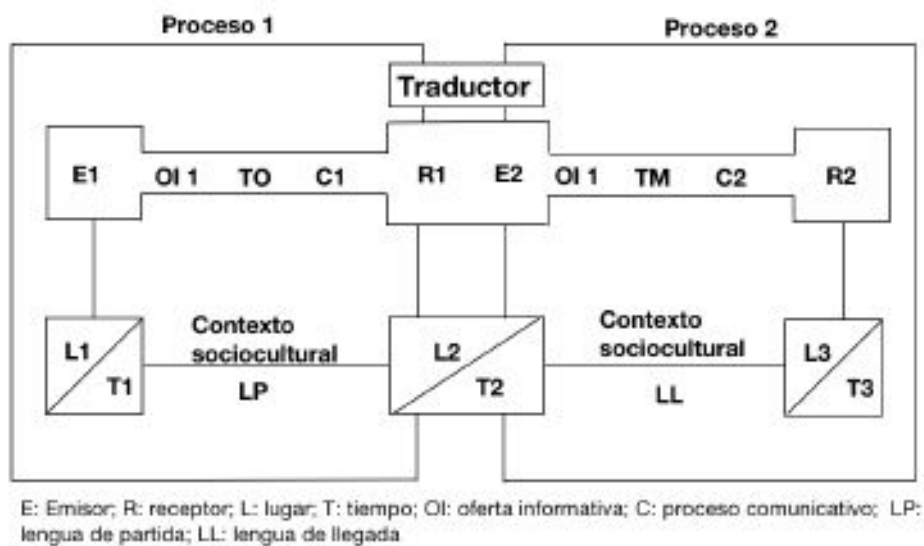 Proceso 1 Proceso 2
Traductor
E1 OI 1 TO C1 R1 E2 OI 1 TM C2 R2
Contexto
sociocultural
Contexto
sociocultural
L1 L2 L3
T1 LP T2 LL T3
E: Emisor; R: receptor; L: lugar; T: tiempo; OI: oferta informativa; C: proceso comunicativo; LP:
lengua de partida; LL: lengua de llegada